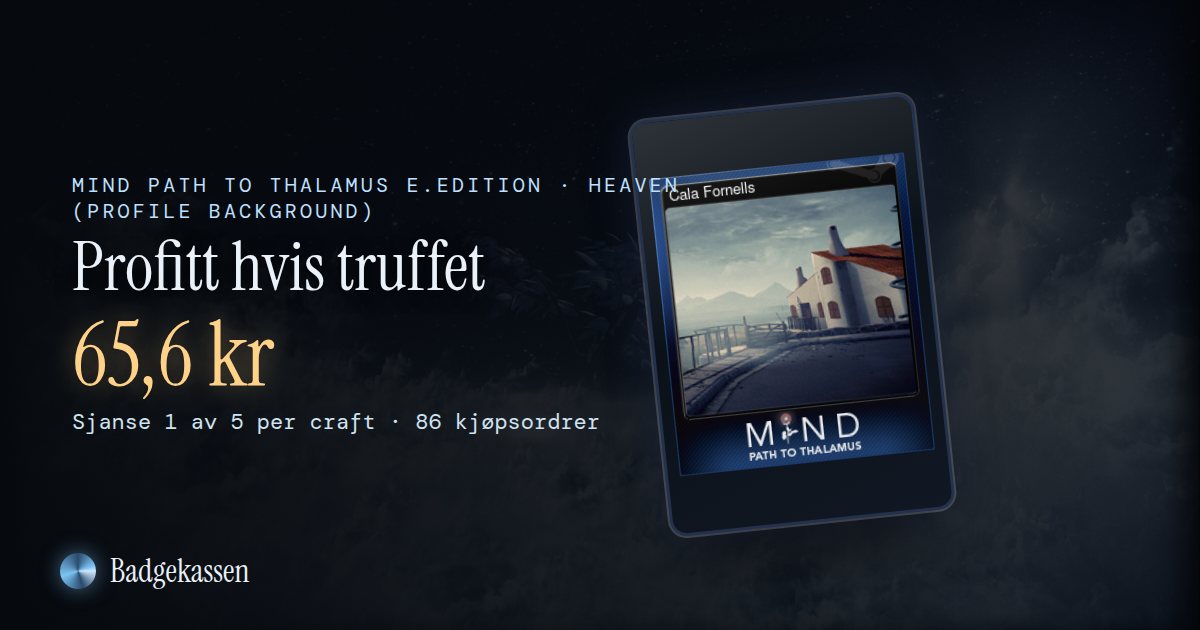 MIND PATH TO THALAMUS E.EDITION · HEAVEN
(PROFILE BACKGROUND)
Profitt hvis truffet
65,6 kr
Sjanse 1 av 5 per craft · 86 kjøpsordrer
Cala Fornells
MIND
PATH TO THALAMUS
Badgekassen